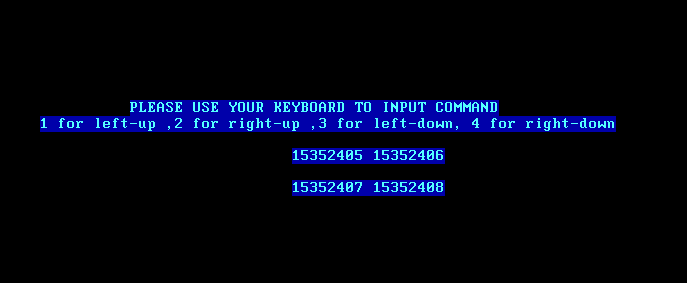 PLEASE USE YOUR KEYBOARD TO INPUT COMMAND
1 for left-up ,2 for right-up ,3 for left-down, 4 for right-down
15352405 15352406
15352407 15352408